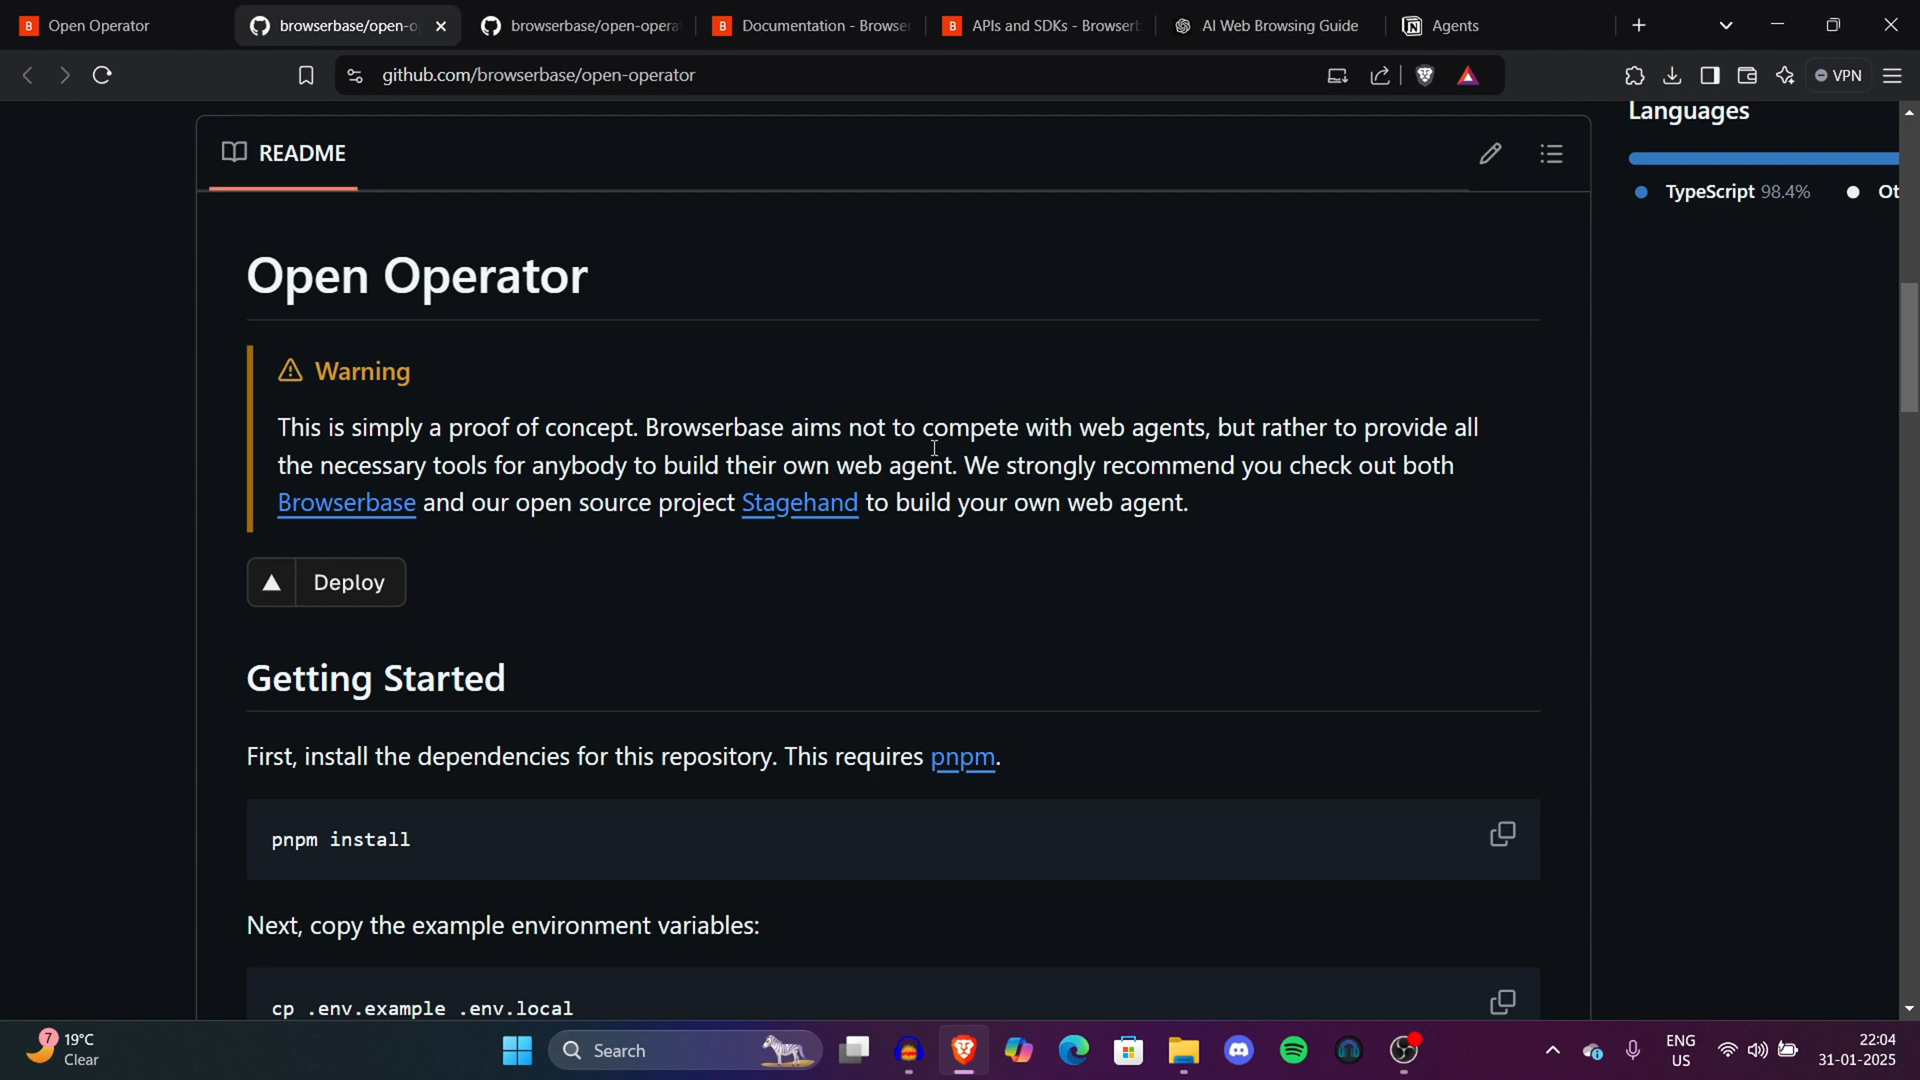 Open Operator
browserbase/open-o
browserbase/open-opera
Documentation - Browse
APIs and SDKs - Browserb
AI Web Browsing Guide
Agents
github.com/browserbase/open-operator
VPN
README
Languages
TypeScript 98.4%
Ot
Open Operator
Warning
This is simply a proof of concept. Browserbase aims not to compete with web agents, but rather to provide all
the necessary tools for anybody to build their own web agent. We strongly recommend you check out both
Browserbase and our open source project Stagehand to build your own web agent.
Deploy
Getting Started
First, install the dependencies for this repository. This requires pnpm.
pnpm install
Next, copy the example environment variables:
cp .env.example .env.local
7
19°C
Clear
Search
ENG
US
22:04
31-01-2025